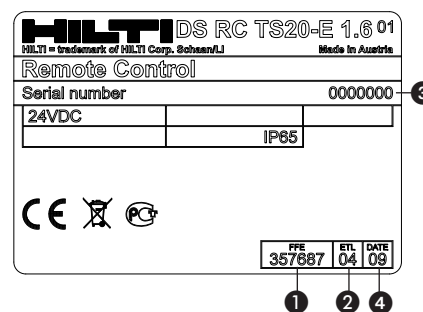 HILTI DS RC TS20-E 1.6 01
HILTI = trademark of HILTI Corp. Schaan/LI Made in Austria
Remote Control
Serial number 0000000 3
24VDC
IP65
CE PCT
FFE ETL DATE
357687 04 09
1 2 4